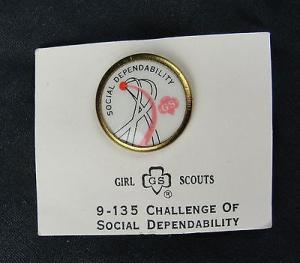 SOCIAL DEPENDABILITY
GS
GIRL GS SCOUTS
®
9-135 CHALLENGE OF
SOCIAL DEPENDABILITY